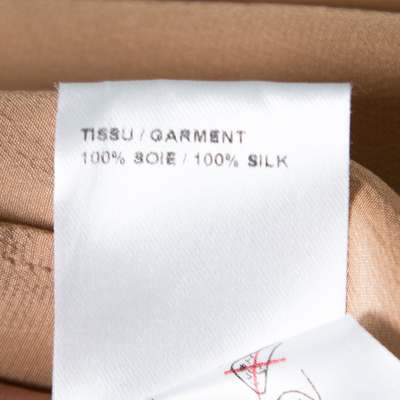 TISSU / GARMENT
100% SOIE / 100% SILK